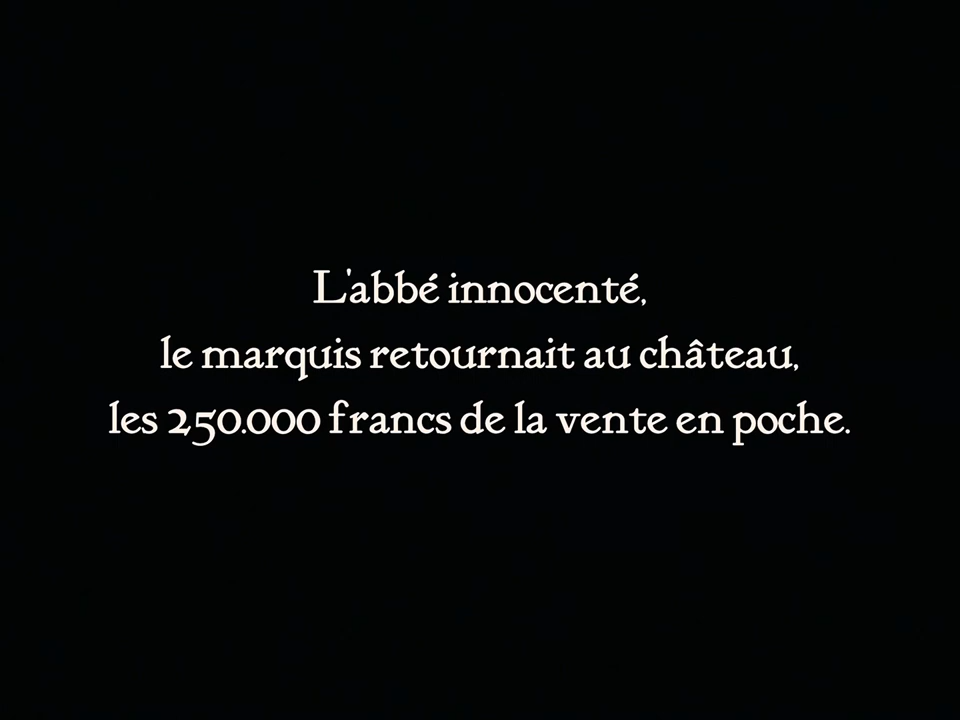 L'abbé innocenté,
le marquis retournait au château,
les 250.000 francs de la vente en poche.